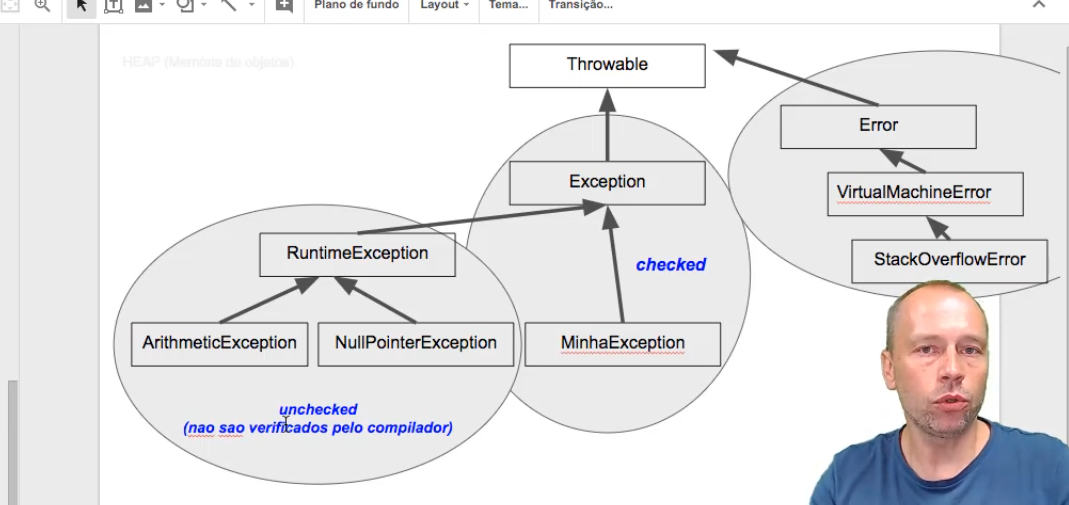 Plano de fundo Layout Tema... Transição...
HEAP (Memória de objetos)
Throwable
Error
Exception
VirtualMachineError
RuntimeException
checked
StackOverflowError
ArithmeticException
NullPointerException
MinhaException
unchecked
(nao sao verificados pelo compilador)